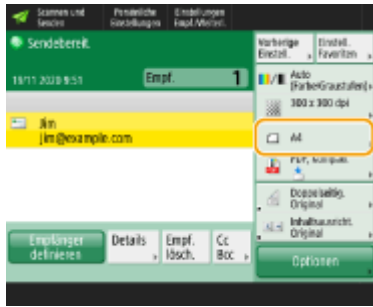 Scannen und
Senden
Persönliche
Einstellungen
Einstellungen
Empf./Weiterl.
Sendebereit.
19/11 2020 9:51
Empf. 1
Jim
jim@example.com
Empfänger
definieren
Details
Empf.
lösch.
Cc
Bcc
Vorherige
Einstell.
Einstell.
Favoriten
Auto
(Farbe/Graustufen)
300 x 300 dpi
A4
PDF, Kompakt.
Doppelseitig.
Original
Inhaltsausricht.
Original
Optionen